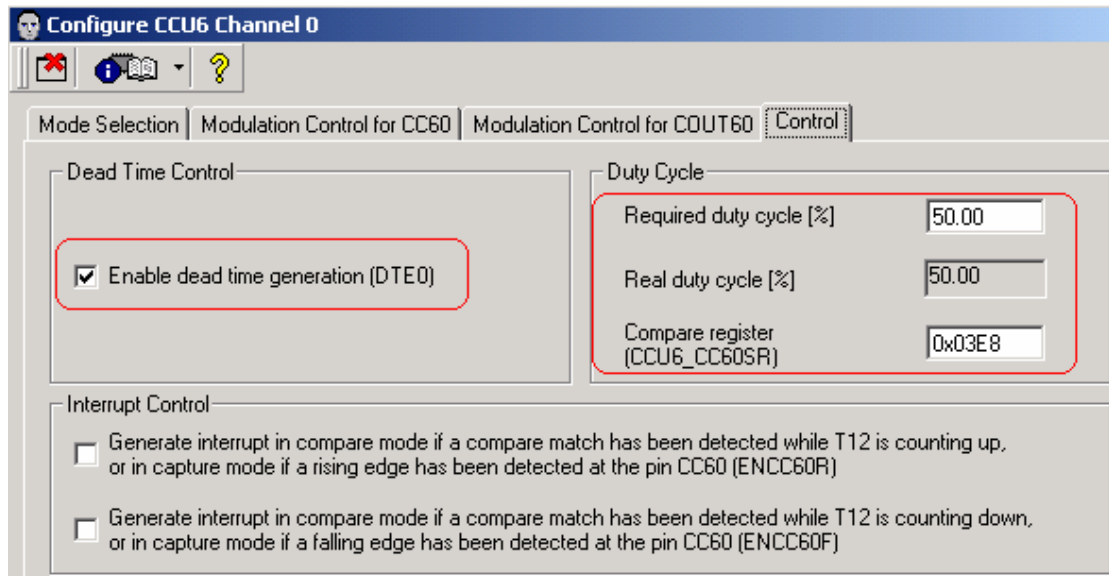 Configure CCU6 Channel 0
Mode Selection Modulation Control for CC60 Modulation Control for COUT60 Control
Dead Time Control
Enable dead time generation (DTE0)
Duty Cycle
Required duty cycle [%] 50.00
Real duty cycle [%] 50.00
Compare register
(CCU6_CC60SR) 0x03E8
Interrupt Control
Generate interrupt in compare mode if a compare match has been detected while T12 is counting up,
or in capture mode if a rising edge has been detected at the pin CC60 (ENCC60R)
Generate interrupt in compare mode if a compare match has been detected while T12 is counting down,
or in capture mode if a falling edge has been detected at the pin CC60 (ENCC60F)